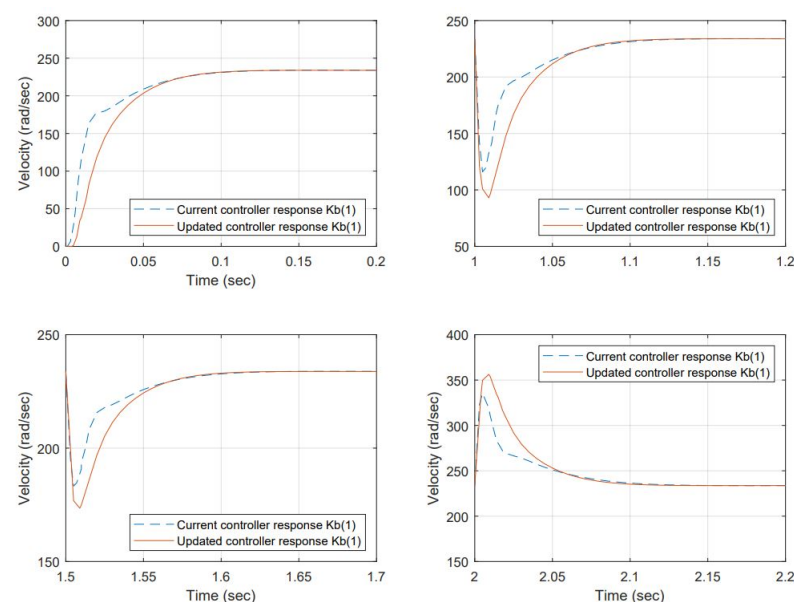 300
250
200
150
100
50
0
Velocity (rad/sec)
Current controller response Kb(1)
Updated controller response Kb(1)
0
0.05
0.1
0.15
0.2
Time (sec)
250
200
150
100
50
Velocity (rad/sec)
Current controller response Kb(1)
Updated controller response Kb(1)
1
1.05
1.1
1.15
1.2
Time (sec)
250
200
150
Velocity (rad/sec)
Current controller response Kb(1)
Updated controller response Kb(1)
1.5
1.55
1.6
1.65
1.7
Time (sec)
400
350
300
250
200
150
Velocity (rad/sec)
Current controller response Kb(1)
Updated controller response Kb(1)
2
2.05
2.1
2.15
2.2
Time (sec)